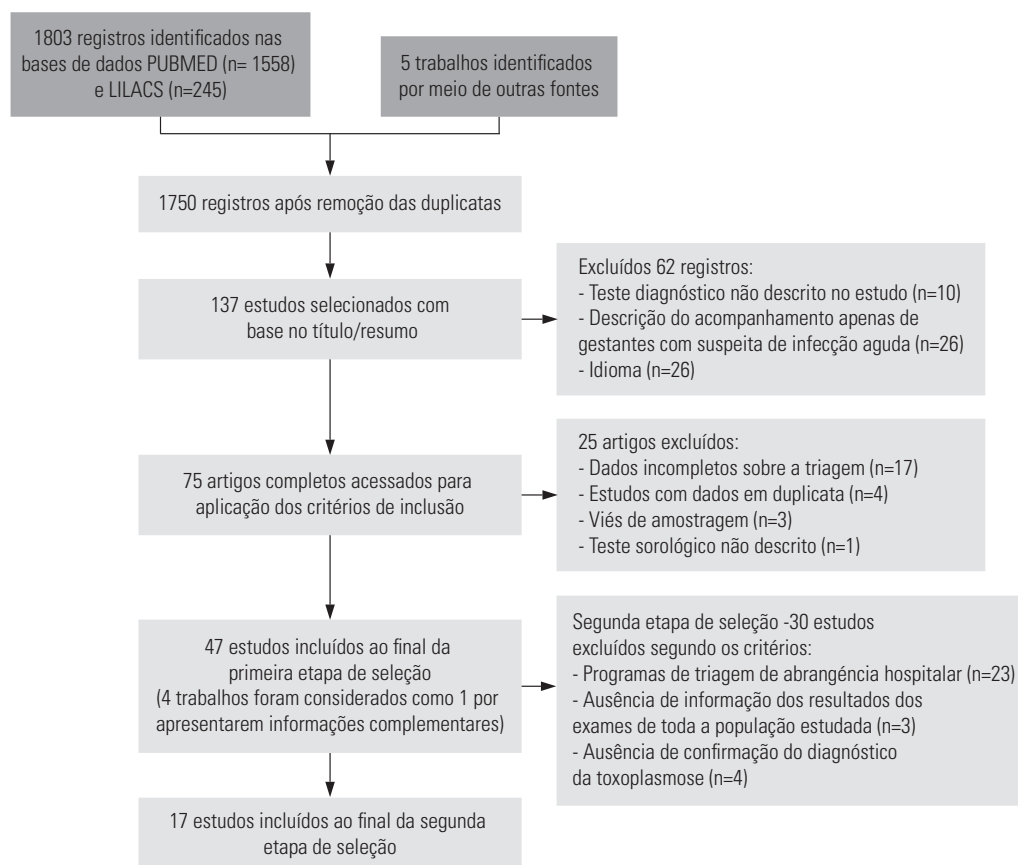 1803 registros identificados nas
bases de dados PUBMED (n= 1558)
e LILACS (n=245)
5 trabalhos identificados
por meio de outras fontes
1750 registros após remoção das duplicatas
137 estudos selecionados com
base no título/resumo
Excluídos 62 registros:
- Teste diagnóstico não descrito no estudo (n=10)
- Descrição do acompanhamento apenas de
gestantes com suspeita de infecção aguda (n=26)
- Idioma (n=26)
75 artigos completos acessados para
aplicação dos critérios de inclusão
25 artigos excluídos:
- Dados incompletos sobre a triagem (n=17)
- Estudos com dados em duplicata (n=4)
- Viés de amostragem (n=3)
- Teste sorológico não descrito (n=1)
47 estudos incluídos ao final da
primeira etapa de seleção
(4 trabalhos foram considerados como 1 por
apresentarem informações complementares)
Segunda etapa de seleção -30 estudos
excluídos segundo os critérios:
- Programas de triagem de abrangéncia hospitalar (n=23)
- Ausência de informação dos resultados dos
exames de toda a população estudada (n=3)
- Ausência de confirmação do diagnóstico
da toxoplasmose (n=4)
17 estudos incluídos ao final da segunda
etapa de seleção